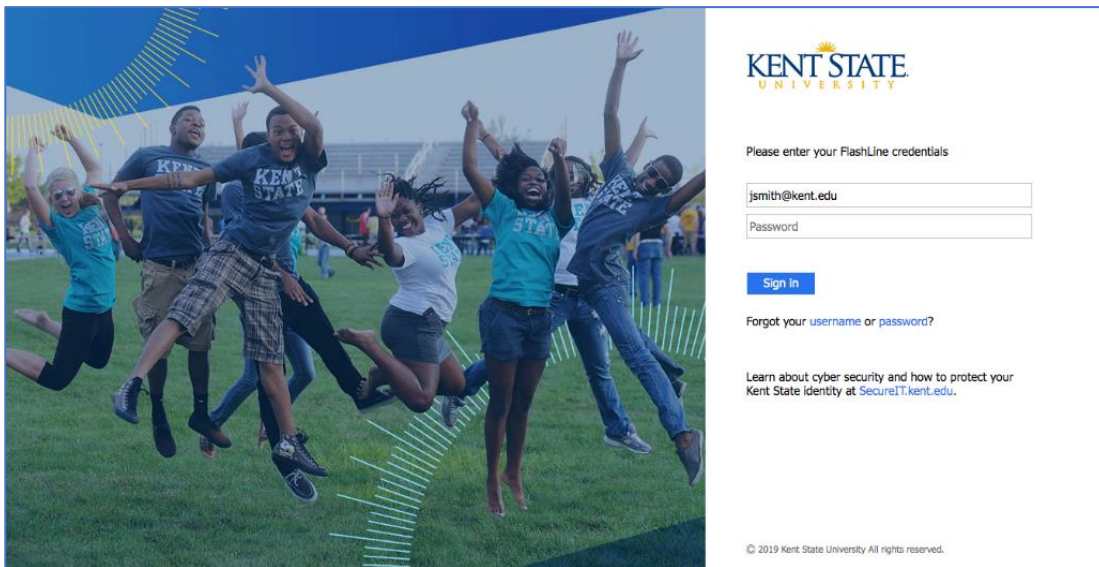 KENT STATE
UNIVERSITY
Please enter your FlashLine credentials
jsmith@kent.edu
Password
Sign in
Forgot your username or password?
Learn about cyber security and how to protect your
Kent State identity at SecureIT.kent.edu.
© 2019 Kent State University All rights reserved.
KENT
STATE
KENT
STATE
STATE
KENT
STATE